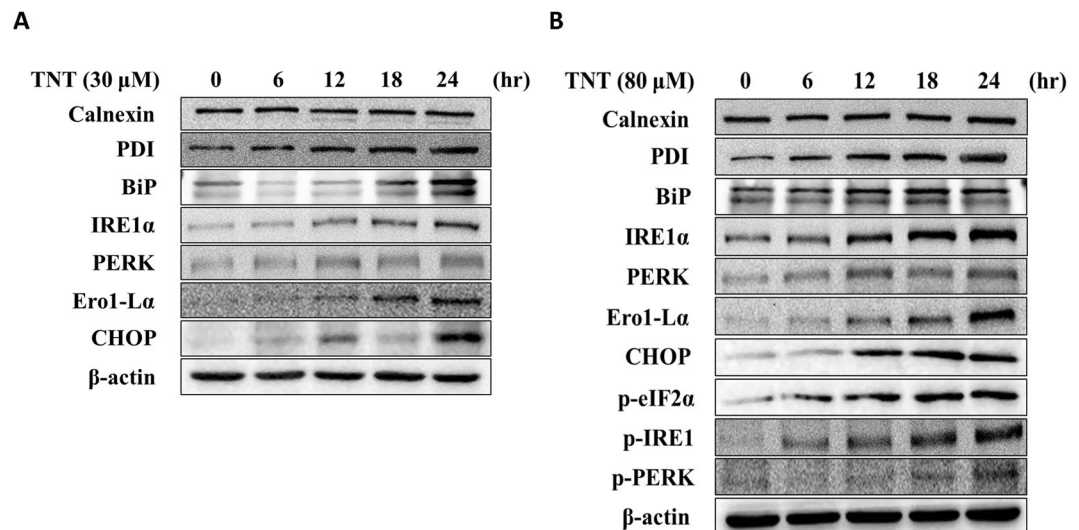 A
TNT (30 μM) 0 6 12 18 24 (hr)
Calnexin
PDI
BiP
IRE1α
PERK
Ero1-Lα
CHOP
β-actin
B
TNT (80 μM) 0 6 12 18 24 (hr)
Calnexin
PDI
BiP
IRE1α
PERK
Ero1-Lα
CHOP
p-eIF2α
p-IRE1
p-PERK
β-actin